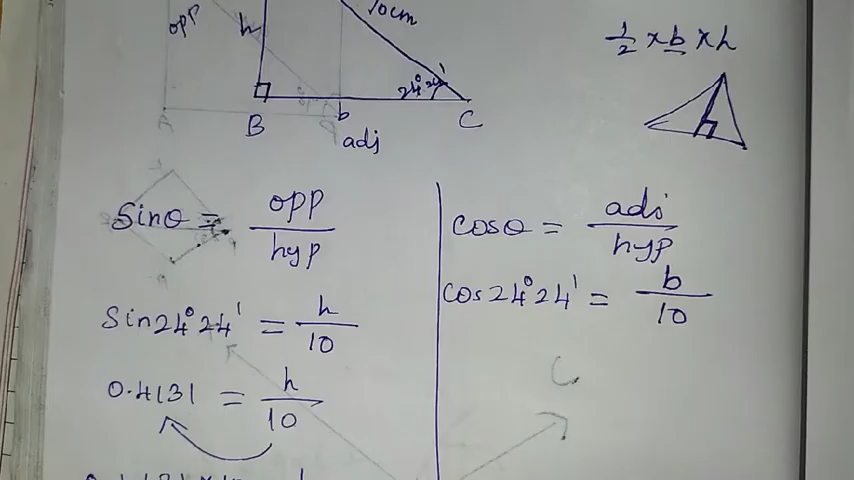 opp
h
10cm
24°24'
B
b
C
adj
1/2 × b × h
Sinθ = opp/hyp
Sin24°24' = h/10
0.4131 = h/10
cosθ = adj/hyp
cos24°24' = b/10